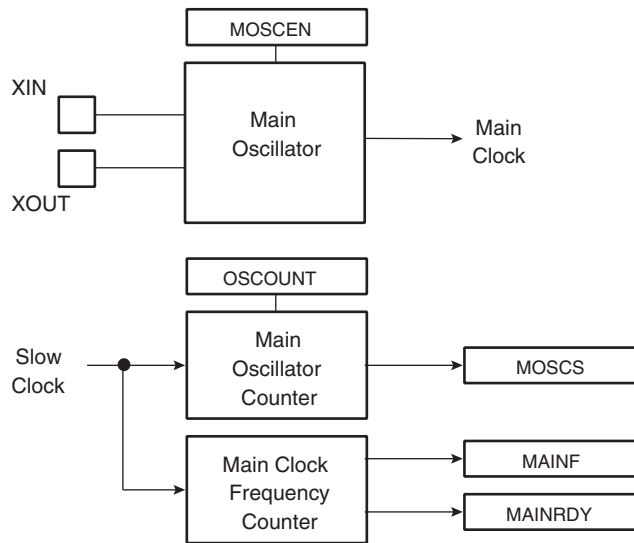 MOSCEN
XIN
Main
Oscillator
Main
Clock
XOUT
OSCOUNT
Slow
Clock
Main
Oscillator
Counter
MOSCS
Main Clock
Frequency
Counter
MAINF
MAINRDY